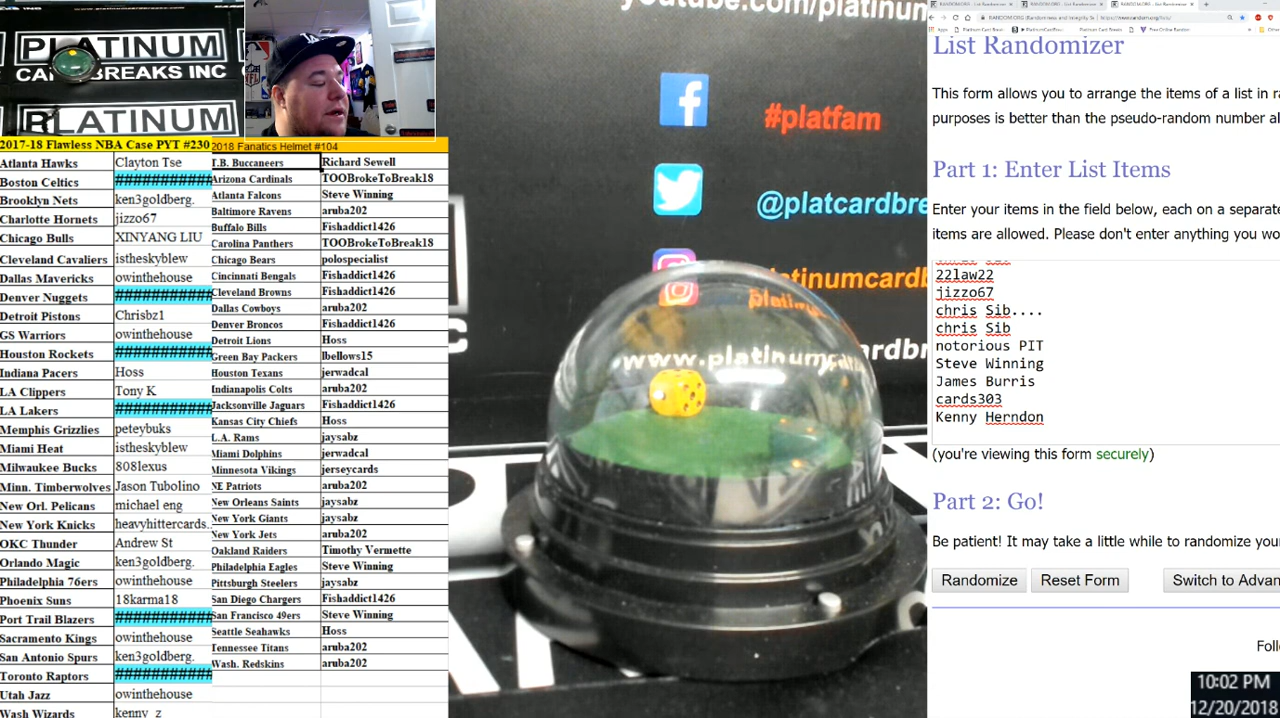 PLATINUM
CARD BREAKS INC
PLATINUM
2017-18 Flawless NBA Case PYT #230
Atlanta Hawks Clayton Tse
Boston Celtics ##########
Brooklyn Nets ken3goldberg.
Charlotte Hornets jizzo67
Chicago Bulls XINYANG LIU
Cleveland Cavaliers istheskyblew
Dallas Mavericks owinthehouse
Denver Nuggets ##########
Detroit Pistons Chrisbz1
GS Warriors owinthehouse
Houston Rockets ##########
Indiana Pacers Hoss
LA Clippers Tony K
LA Lakers ##########
Memphis Grizzlies peteybuks
Miami Heat istheskyblew
Milwaukee Bucks 808lexus
Minn. Timberwolves Jason Tubolino
New Orl. Pelicans michael eng
New York Knicks heavyhittercards.
OKC Thunder Andrew St
Orlando Magic ken3goldberg.
Philadelphia 76ers owinthehouse
Phoenix Suns 18karma18
Port Trail Blazers ##########
Sacramento Kings owinthehouse
San Antonio Spurs ken3goldberg.
Toronto Raptors ##########
Utah Jazz owinthehouse
Wash Wizards kenny_z
2018 Fanatics Helmet #104
T.B. Buccaneers Richard Sewell
Arizona Cardinals TOOBrokeToBreak18
Atlanta Falcons Steve Winning
Baltimore Ravens aruba202
Buffalo Bills Fishaddict1426
Carolina Panthers TOOBrokeToBreak18
Chicago Bears polospecialist
Cincinnati Bengals Fishaddict1426
Cleveland Browns Fishaddict1426
Dallas Cowboys aruba202
Denver Broncos Fishaddict1426
Detroit Lions Hoss
Green Bay Packers lbellows15
Houston Texans jerwadcal
Indianapolis Colts aruba202
Jacksonville Jaguars Fishaddict1426
Kansas City Chiefs Hoss
L.A. Rams jaysabz
Miami Dolphins jerwadcal
Minnesota Vikings jerseycards
NE Patriots aruba202
New Orleans Saints jaysabz
New York Giants jaysabz
New York Jets aruba202
Oakland Raiders Timothy Vermette
Philadelphia Eagles Steve Winning
Pittsburgh Steelers jaysabz
San Diego Chargers Fishaddict1426
San Francisco 49ers Steve Winning
Seattle Seahawks Hoss
Tennessee Titans aruba202
Wash. Redskins aruba202
youtube.com/platinum
#platfam
@platcardbre
platinumcardb
www.platinumcardbr
List Randomizer
This form allows you to arrange the items of a list in ra
purposes is better than the pseudo-random number al
Part 1: Enter List Items
Enter your items in the field below, each on a separate
items are allowed. Please don't enter anything you wo
22law22
jizzo67
chris Sib....
chris Sib
notorious PIT
Steve Winning
James Burris
cards303
Kenny Herndon
(you're viewing this form securely)
Part 2: Go!
Be patient! It may take a little while to randomize your
Randomize Reset Form Switch to Advan
Follo
10:02 PM
12/20/2018